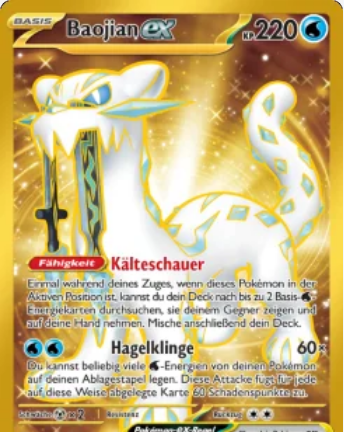 BASIS Baojian ex KP 220
Fähigkeit Kälteschauer
Einmal während deines Zuges, wenn dieses Pokémon in der
Aktiven Position ist, kannst du dein Deck nach bis zu 2 Basis-
Energiekarten durchsuchen, sie deinem Gegner zeigen und
auf deine Hand nehmen. Mische anschließend dein Deck.
Hagelklinge 60×
Du kannst beliebig viele -Energien von deinen Pokémon
auf deinen Ablagestapel legen. Diese Attacke fügt für jede
auf diese Weise abgelegte Karte 60 Schadenspunkte zu.
Schwäche ×2 Resistenz Rückzug
Pokémon-ex-Regel